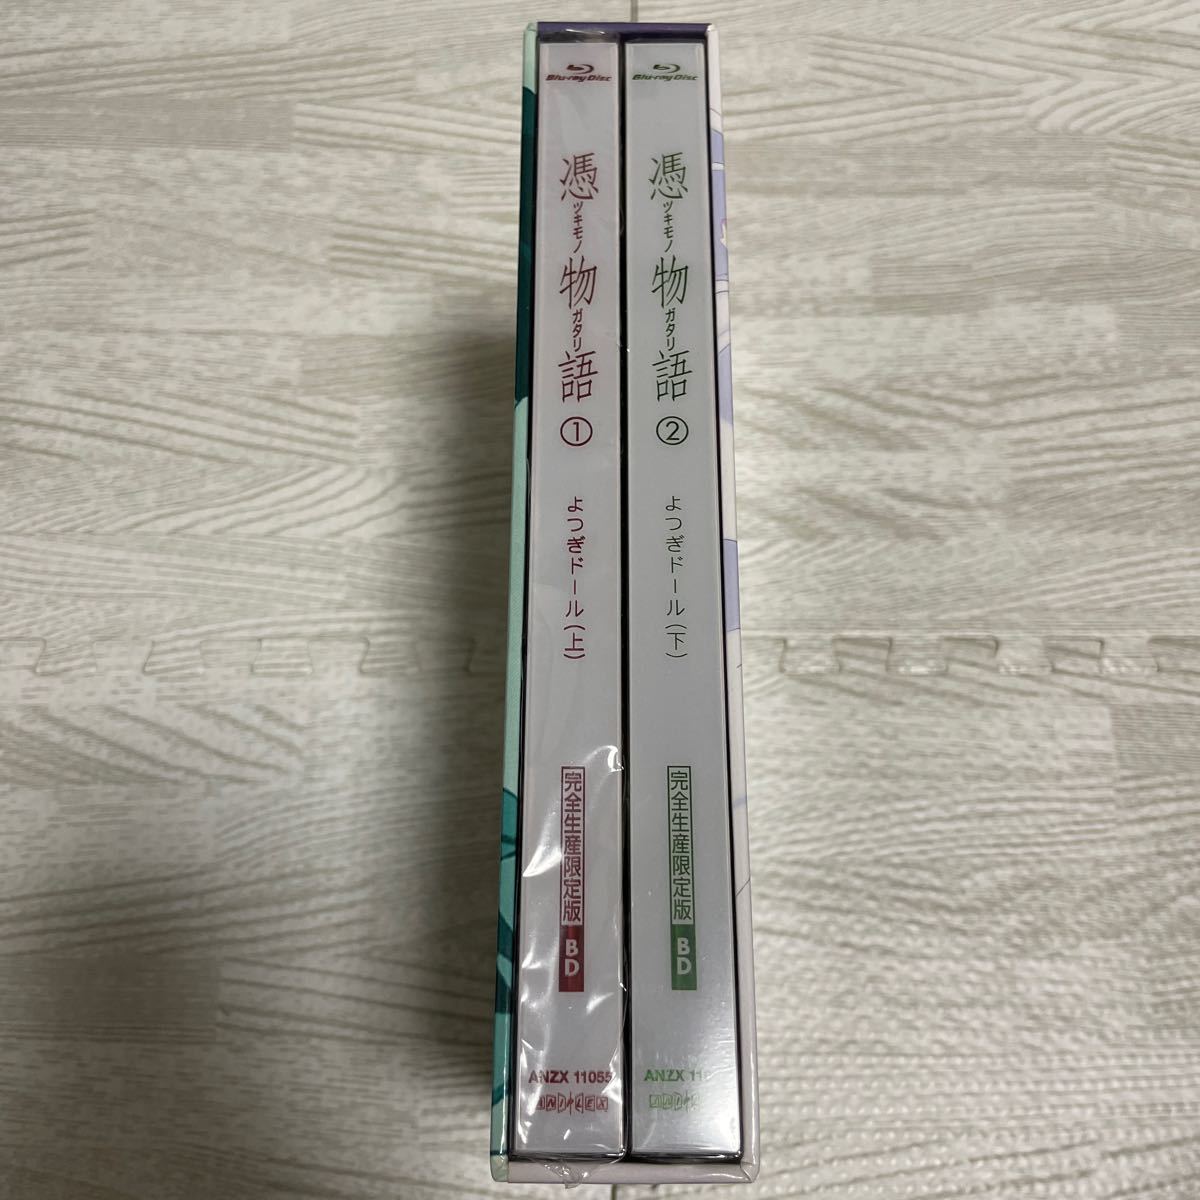 Blu-ray Disc
憑物語
ツキモノガタリ
①
よつぎドール(上)
完全生産限定版
BD
ANZX 11055
ANIPLEX
Blu-ray Disc
憑物語
ツキモノガタリ
②
よつぎドール(下)
完全生産限定版
BD
ANZX